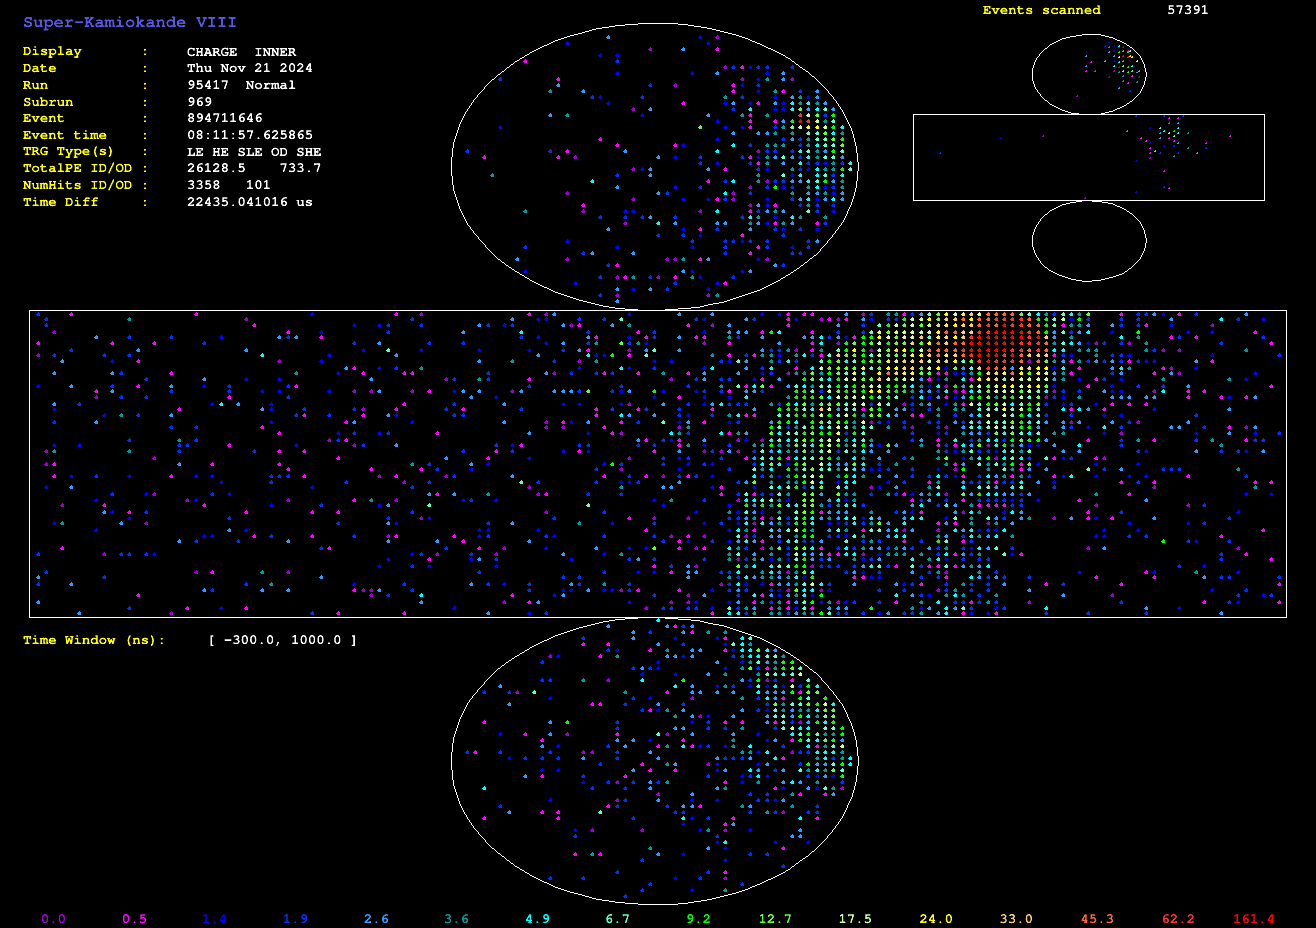 Super-Kamiokande VIII
Events scanned 57391
Display : CHARGE INNER
Date : Thu Nov 21 2024
Run : 95417 Normal
Subrun : 969
Event : 894711646
Event time : 08:11:57.625865
TRG Type(s) : LE HE SLE OD SHE
TotalPE ID/OD : 26128.5 733.7
NumHits ID/OD : 3358 101
Time Diff : 22435.041016 us
Time Window (ns): [ -300.0, 1000.0 ]
0.0 0.5 1.4 1.9 2.6 3.6 4.9 6.7 9.2 12.7 17.5 24.0 33.0 45.3 62.2 161.4